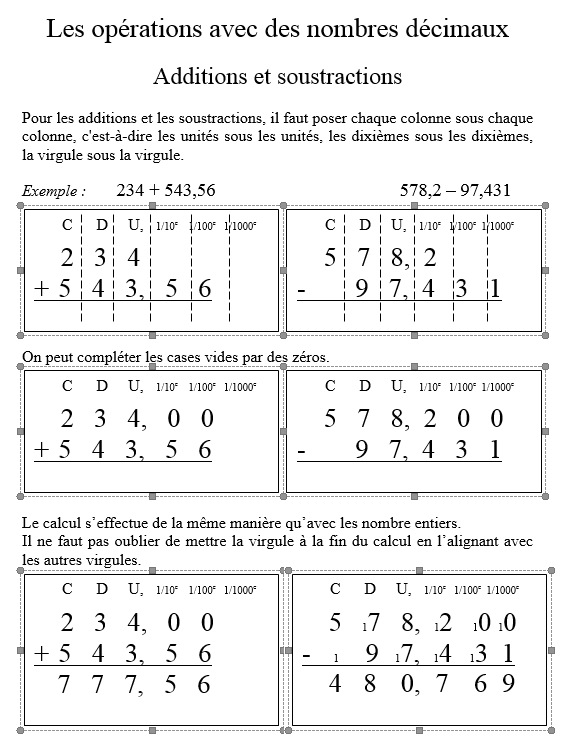 Les opérations avec des nombres décimaux
Additions et soustractions
Pour les additions et les soustractions, il faut poser chaque colonne sous chaque
colonne, c'est-à-dire les unités sous les unités, les dixièmes sous les dixièmes,
la virgule sous la virgule.
Exemple : 234 + 543,56 578,2 – 97,431
C D U, 1/10e 1/100e 1/1000e
2 3 4
+ 5 4 3, 5 6
C D U, 1/10e 1/100e 1/1000e
5 7 8, 2
- 9 7, 4 3 1
On peut compléter les cases vides par des zéros.
C D U, 1/10e 1/100e 1/1000e
2 3 4, 0 0
+ 5 4 3, 5 6
C D U, 1/10e 1/100e 1/1000e
5 7 8, 2 0 0
- 9 7, 4 3 1
Le calcul s’effectue de la même manière qu’avec les nombre entiers.
Il ne faut pas oublier de mettre la virgule à la fin du calcul en l’alignant avec
les autres virgules.
C D U, 1/10e 1/100e 1/1000e
2 3 4, 0 0
+ 5 4 3, 5 6
7 7 7, 5 6
C D U, 1/10e 1/100e 1/1000e
5 17 8, 12 10 10
- 1 9 17, 14 13 1
4 8 0, 7 6 9